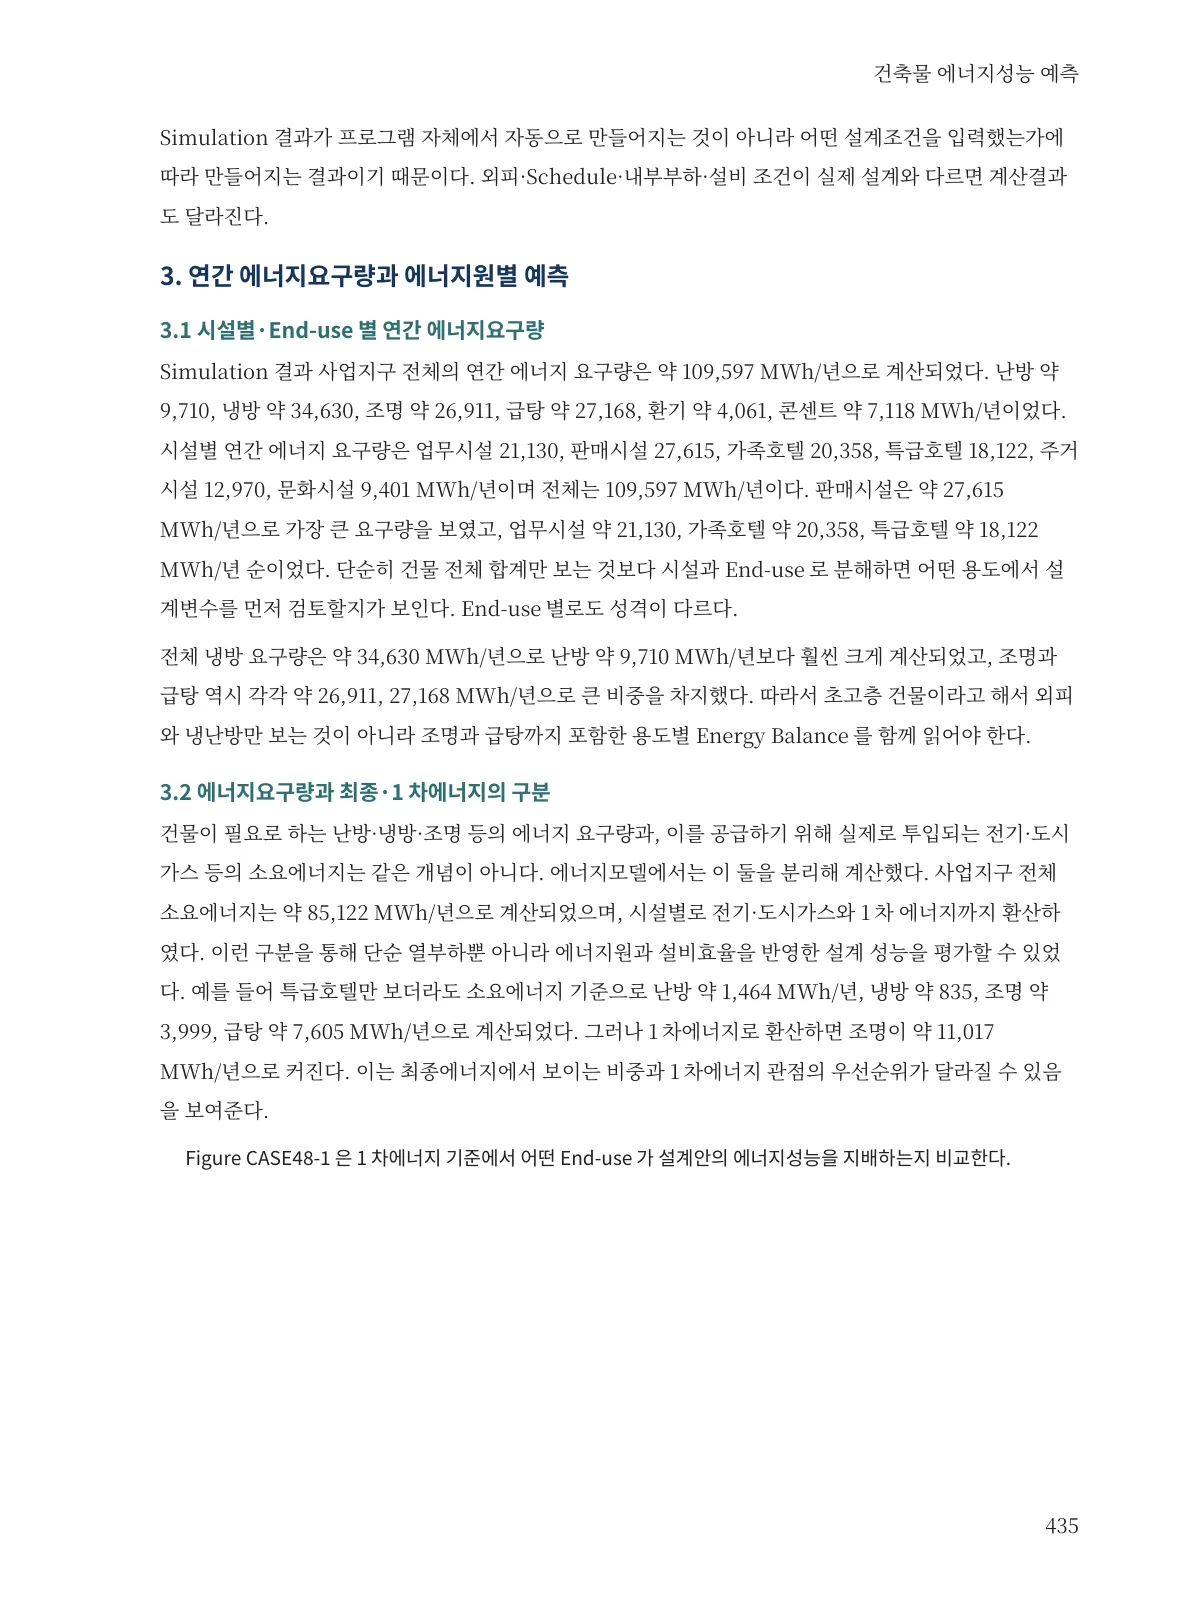 건축물 에너지성능 예측
Simulation 결과가 프로그램 자체에서 자동으로 만들어지는 것이 아니라 어떤 설계조건을 입력했는가에
따라 만들어지는 결과이기 때문이다. 외피·Schedule·내부부하·설비 조건이 실제 설계와 다르면 계산결과
도 달라진다.
3. 연간 에너지요구량과 에너지원별 예측
3.1 시설별·End-use 별 연간 에너지요구량
Simulation 결과 사업지구 전체의 연간 에너지 요구량은 약 109,597 MWh/년으로 계산되었다. 난방 약
9,710, 냉방 약 34,630, 조명 약 26,911, 급탕 약 27,168, 환기 약 4,061, 콘센트 약 7,118 MWh/년이었다.
시설별 연간 에너지 요구량은 업무시설 21,130, 판매시설 27,615, 가족호텔 20,358, 특급호텔 18,122, 주거
시설 12,970, 문화시설 9,401 MWh/년이며 전체는 109,597 MWh/년이다. 판매시설은 약 27,615
MWh/년으로 가장 큰 요구량을 보였고, 업무시설 약 21,130, 가족호텔 약 20,358, 특급호텔 약 18,122
MWh/년 순이었다. 단순히 건물 전체 합계만 보는 것보다 시설과 End-use 로 분해하면 어떤 용도에서 설
계변수를 먼저 검토할지가 보인다. End-use 별로도 성격이 다르다.
전체 냉방 요구량은 약 34,630 MWh/년으로 난방 약 9,710 MWh/년보다 훨씬 크게 계산되었고, 조명과
급탕 역시 각각 약 26,911, 27,168 MWh/년으로 큰 비중을 차지했다. 따라서 초고층 건물이라고 해서 외피
와 냉난방만 보는 것이 아니라 조명과 급탕까지 포함한 용도별 Energy Balance 를 함께 읽어야 한다.
3.2 에너지요구량과 최종·1 차에너지의 구분
건물이 필요로 하는 난방·냉방·조명 등의 에너지 요구량과, 이를 공급하기 위해 실제로 투입되는 전기·도시
가스 등의 소요에너지는 같은 개념이 아니다. 에너지모델에서는 이 둘을 분리해 계산했다. 사업지구 전체
소요에너지는 약 85,122 MWh/년으로 계산되었으며, 시설별로 전기·도시가스와 1 차 에너지까지 환산하
였다. 이런 구분을 통해 단순 열부하뿐 아니라 에너지원과 설비효율을 반영한 설계 성능을 평가할 수 있었
다. 예를 들어 특급호텔만 보더라도 소요에너지 기준으로 난방 약 1,464 MWh/년, 냉방 약 835, 조명 약
3,999, 급탕 약 7,605 MWh/년으로 계산되었다. 그러나 1 차에너지로 환산하면 조명이 약 11,017
MWh/년으로 커진다. 이는 최종에너지에서 보이는 비중과 1 차에너지 관점의 우선순위가 달라질 수 있음
을 보여준다.
Figure CASE48-1 은 1 차에너지 기준에서 어떤 End-use 가 설계안의 에너지성능을 지배하는지 비교한다.
435